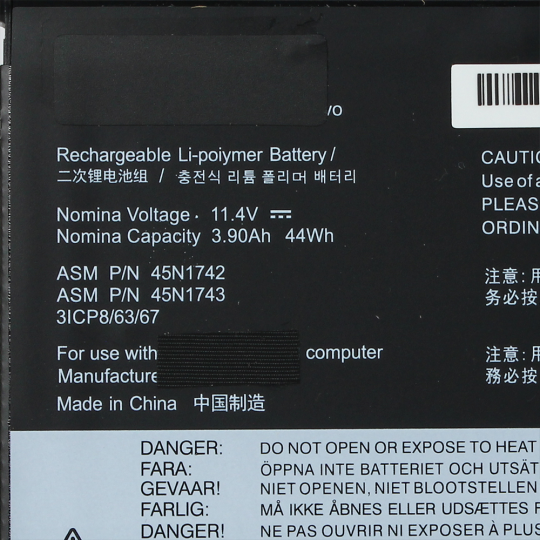 /o
Rechargeable Li-poiymer Battery /
二次锂电池组 / 충전식 리튬 폴리머 배터리
Nomina Voltage · 11.4V
Nomina Capacity 3.90Ah 44Wh
ASM P/N 45N1742
ASM P/N 45N1743
3ICP8/63/67
For use with computer
Manufacture
Made in China 中国制造
CAUTIO
Use of a
PLEAS
ORDIN
注意: 用
务必按
注意: 用
務必按
DANGER: DO NOT OPEN OR EXPOSE TO HEAT
FARA: ÖPPNA INTE BATTERIET OCH UTSÄT
GEVAAR! NIET OPENEN, NIET BLOOTSTELLEN
FARLIG: MÅ IKKE ÅBNES ELLER UDSÆTTES F
DANGER! NE PAS OUVRIR NI EXPOSER À PLUS